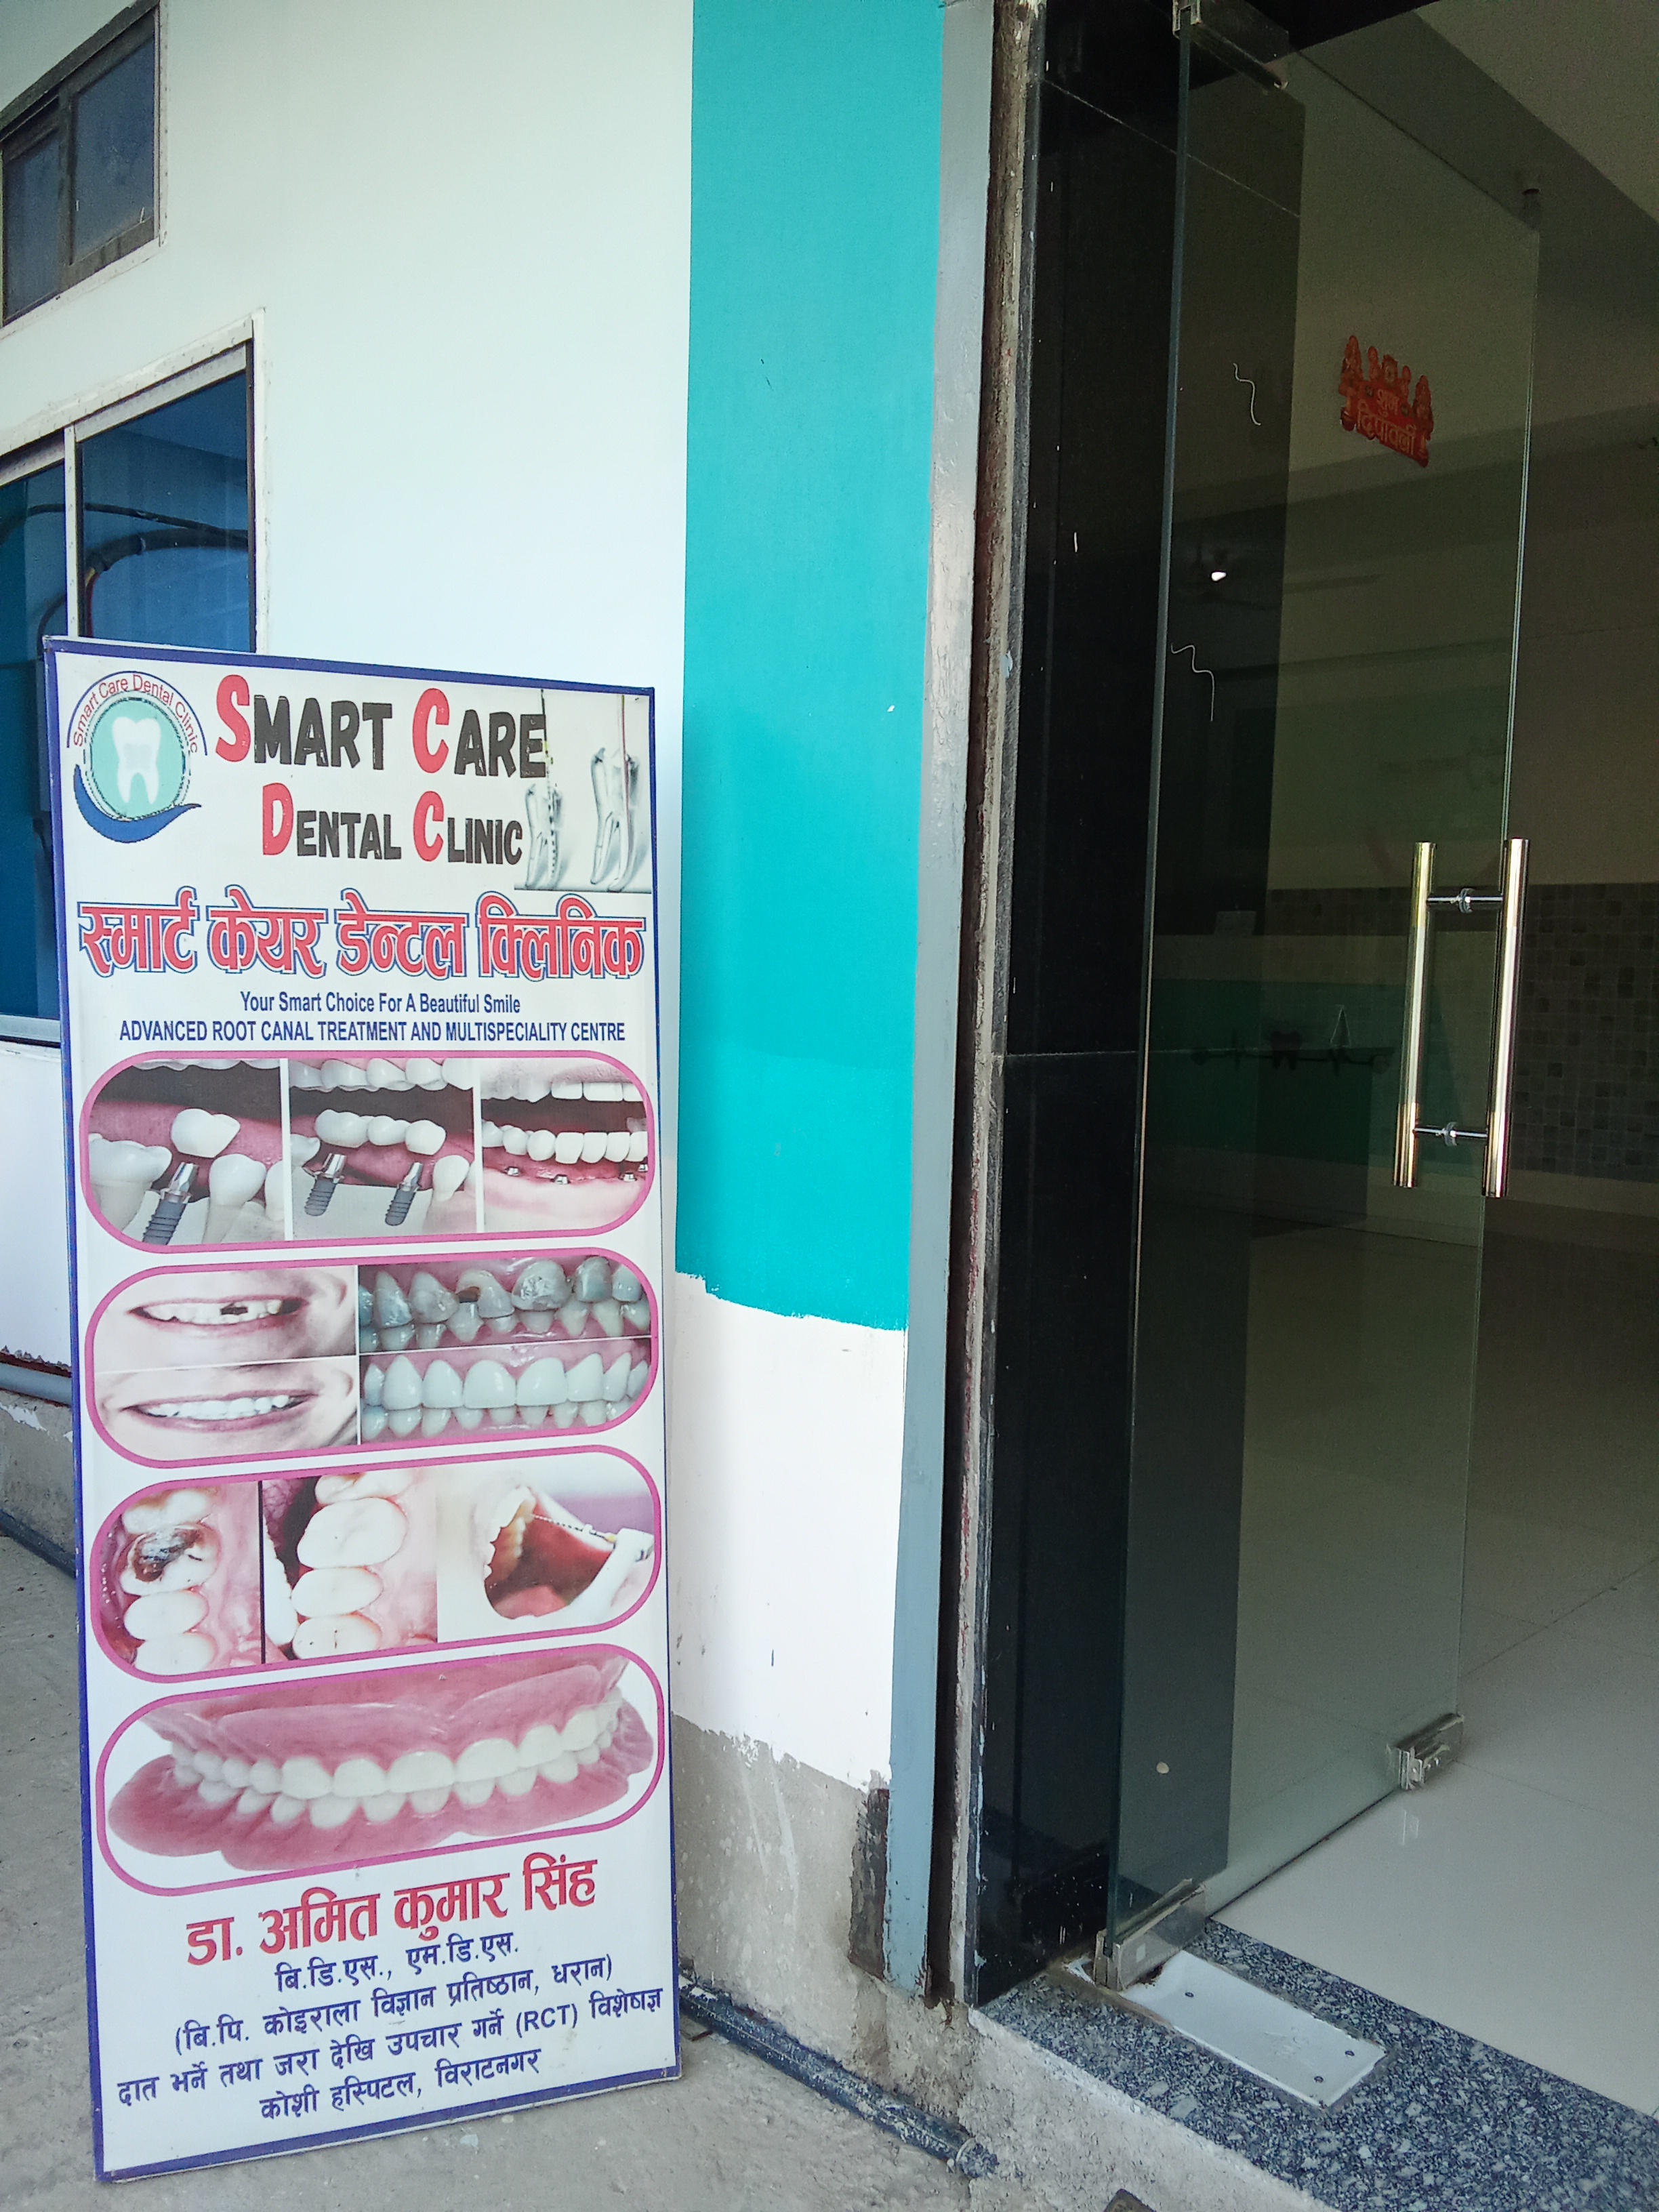 Smart Care Dental Clinic
SMART CARE
DENTAL CLINIC
स्मार्ट केयर डेन्टल क्लिनिक
Your Smart Choice For A Beautiful Smile
ADVANCED ROOT CANAL TREATMENT AND MULTISPECIALITY CENTRE
डा. अमित कुमार सिंह
बि.डि.एस., एम.डि.एस.
(बि.पि. कोइराला विज्ञान प्रतिष्ठान, धरान)
दात भर्ने तथा जरा देखि उपचार गर्ने (RCT) विशेषज्ञ
कोशी हस्पिटल, विराटनगर
शुभ
दिपावली